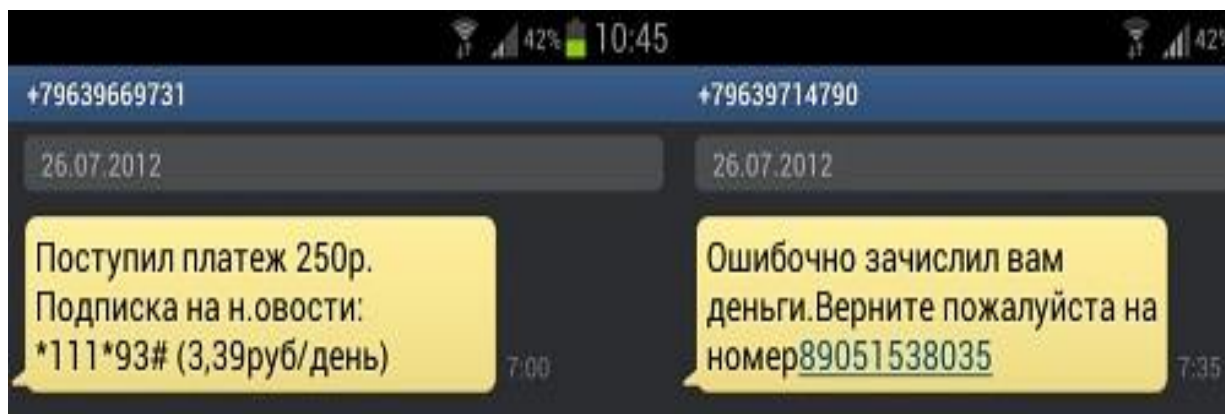 42% 10:45
+79639669731
26.07.2012
Поступил платеж 250р.
Подписка на н.овости:
*111*93# (3,39руб/день)
7:00
42%
+79639714790
26.07.2012
Ошибочно зачислил вам
деньги.Верните пожалуйста на
номер89051538035
7:35